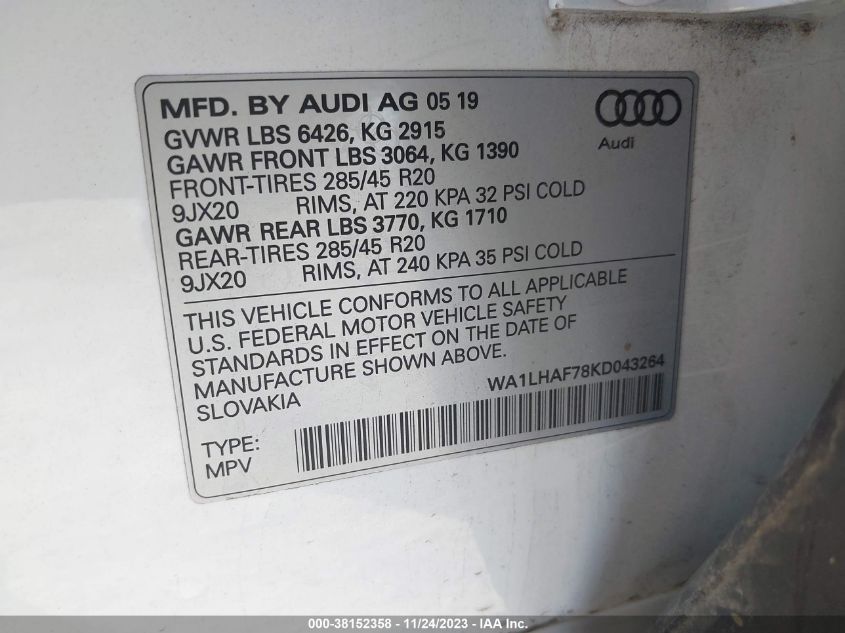 MFD. BY AUDI AG 05 19
GVWR LBS 6426, KG 2915
GAWR FRONT LBS 3064, KG 1390
FRONT-TIRES 285/45 R20
9JX20 RIMS, AT 220 KPA 32 PSI COLD
GAWR REAR LBS 3770, KG 1710
REAR-TIRES 285/45 R20
9JX20 RIMS, AT 240 KPA 35 PSI COLD
Audi
THIS VEHICLE CONFORMS TO ALL APPLICABLE
U.S. FEDERAL MOTOR VEHICLE SAFETY
STANDARDS IN EFFECT ON THE DATE OF
MANUFACTURE SHOWN ABOVE.
SLOVAKIA
WA1LHAF78KD043264
TYPE:
MPV
000-38152358 - 11/24/2023 - IAA Inc.